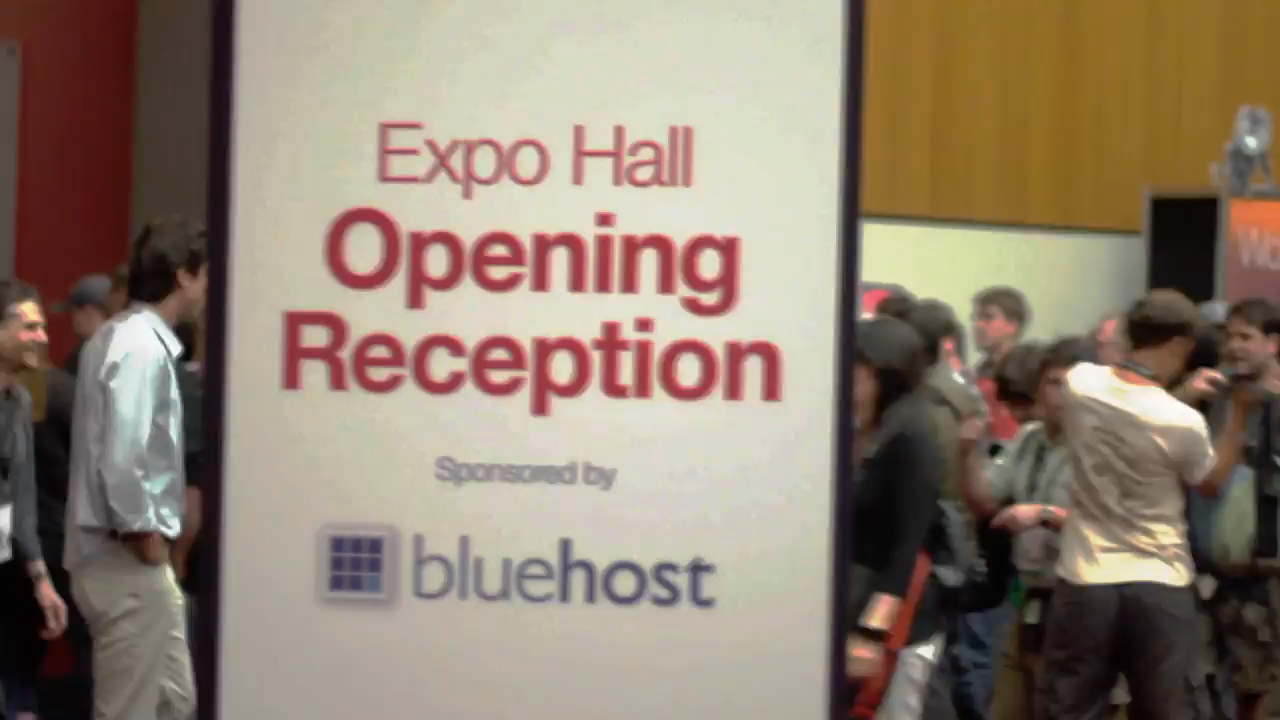 Expo Hall
Opening
Reception
Sponsored by
bluehost